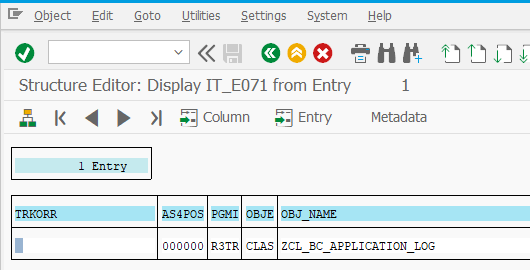 Object Edit Goto Utilities Settings System Help
Structure Editor: Display IT_E071 from Entry 1
Column Entry Metadata
1 Entry
TRKORR AS4POS PGMI OBJE OBJ_NAME
000000 R3TR CLAS ZCL_BC_APPLICATION_LOG